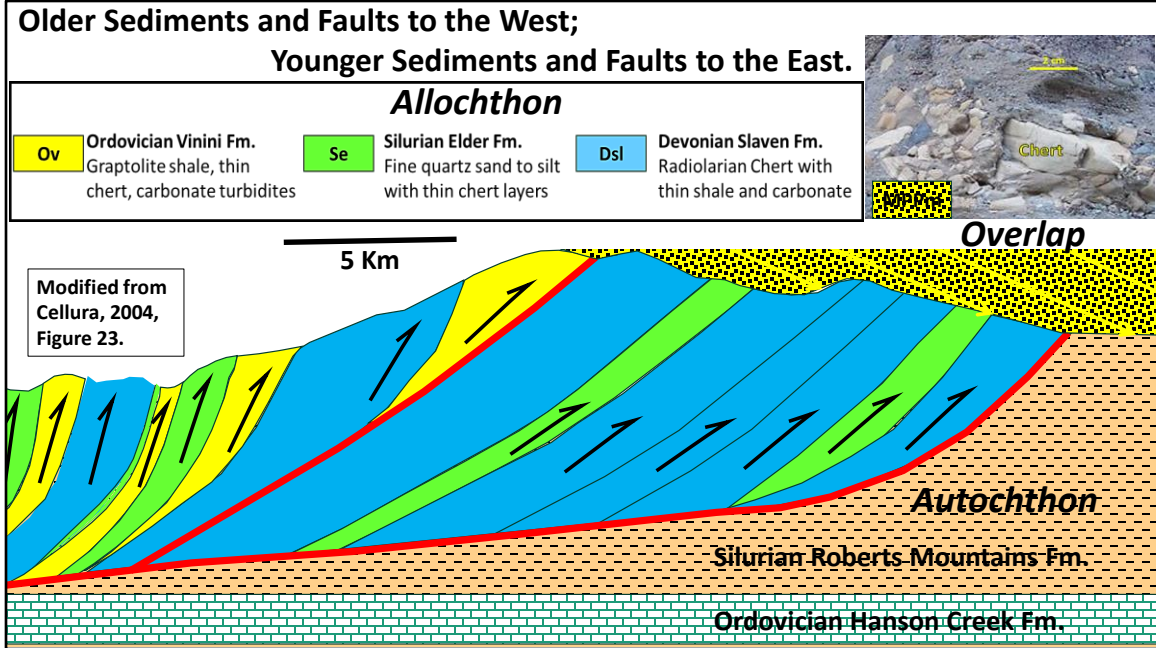 Older Sediments and Faults to the West;
Younger Sediments and Faults to the East.
Allochthon
Ov
Ordovician Vinini Fm.
Graptolite shale, thin
chert, carbonate turbidites
Se
Silurian Elder Fm.
Fine quartz sand to silt
with thin chert layers
Dsl
Devonian Slaven Fm.
Radiolarian Chert with
thin shale and carbonate
2 cm
Chert
Overlap
5 Km
Modified from
Cellura, 2004,
Figure 23.
Autochthon
Silurian Roberts Mountains Fm.
Ordovician Hanson Creek Fm.